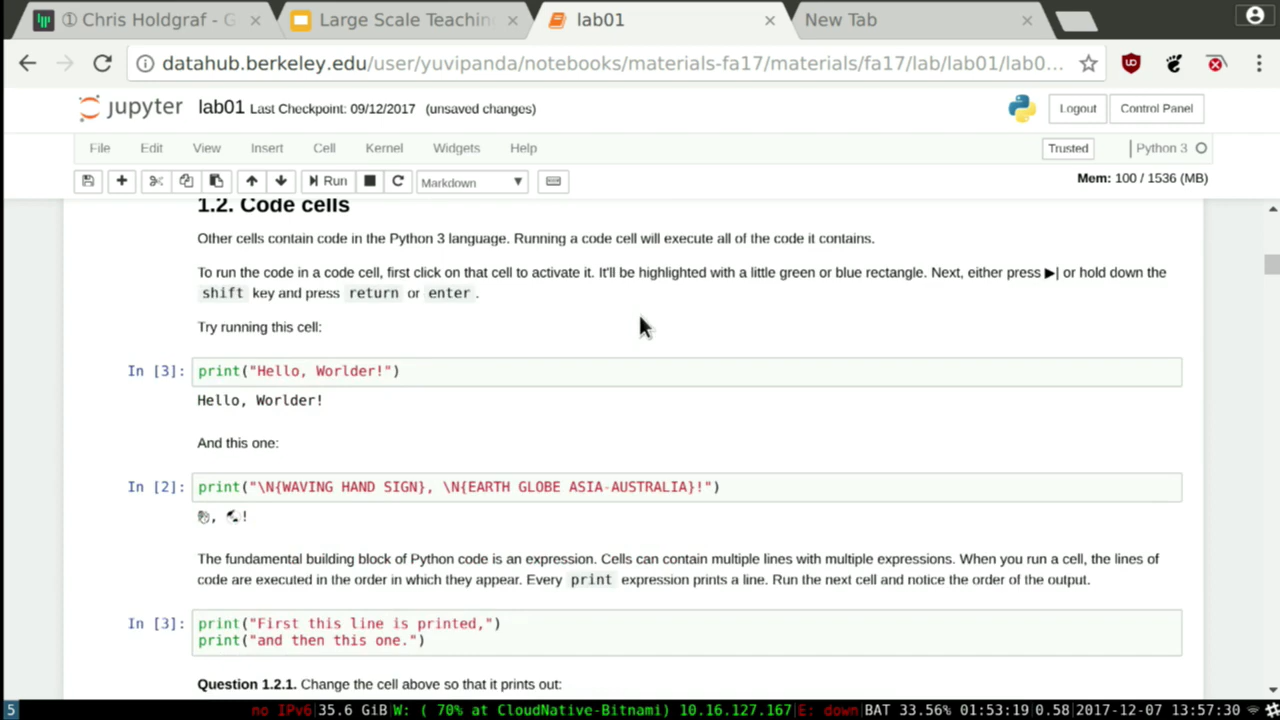 ① Chris Holdgraf - G
Large Scale Teaching
lab01
New Tab
datahub.berkeley.edu/user/yuvipanda/notebooks/materials-fa17/materials/fa17/lab/lab01/lab0...
jupyter lab01 Last Checkpoint: 09/12/2017 (unsaved changes)
Logout
Control Panel
File Edit View Insert Cell Kernel Widgets Help
Trusted
Python 3
Run
Markdown
Mem: 100 / 1536 (MB)
1.2. Code cells
Other cells contain code in the Python 3 language. Running a code cell will execute all of the code it contains.
To run the code in a code cell, first click on that cell to activate it. It'll be highlighted with a little green or blue rectangle. Next, either press ▶| or hold down the
shift key and press return or enter .
Try running this cell:
In [3]: print("Hello, Worlder!")
Hello, Worlder!
And this one:
In [2]: print("\N{WAVING HAND SIGN}, \N{EARTH GLOBE ASIA-AUSTRALIA}!")
👋, 🌏!
The fundamental building block of Python code is an expression. Cells can contain multiple lines with multiple expressions. When you run a cell, the lines of
code are executed in the order in which they appear. Every print expression prints a line. Run the next cell and notice the order of the output.
In [3]: print("First this line is printed,")
print("and then this one.")
Question 1.2.1. Change the cell above so that it prints out:
5
no IPv6|35.6 GiB|W: ( 70% at CloudNative-Bitnami) 10.16.127.167|E: down|BAT 33.56% 01:53:19|0.58|2017-12-07 13:57:30